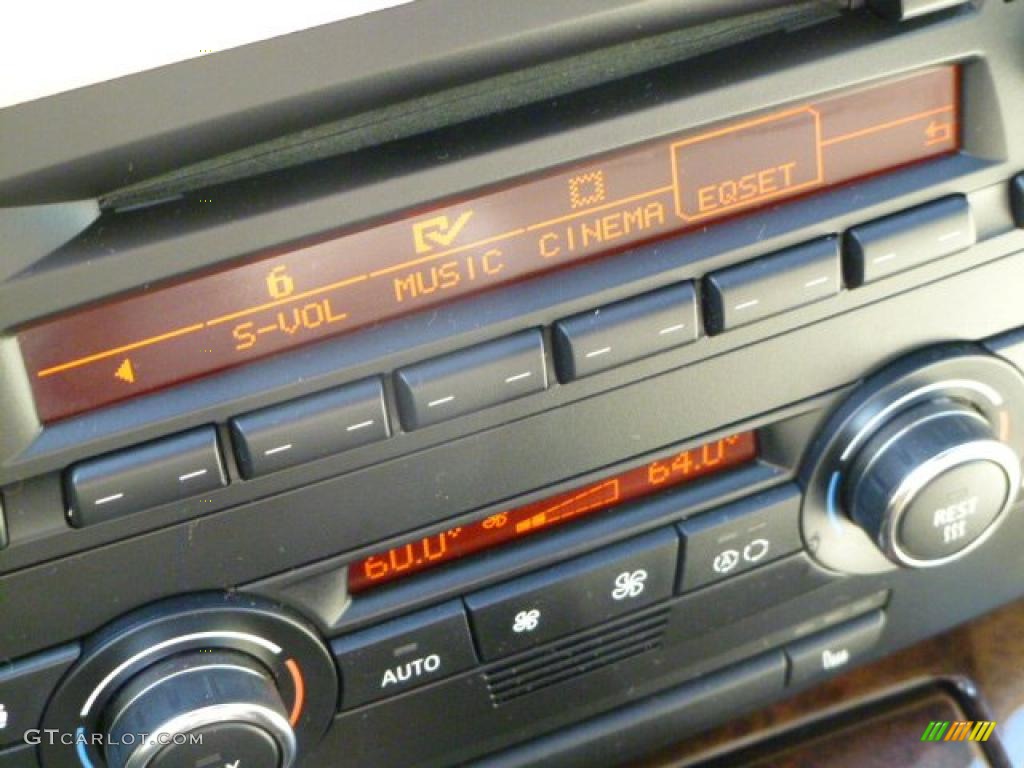 6
S-VOL MUSIC CINEMA EQSET
60.0° 64.0°
REST
AUTO
GTCARLOT.COM